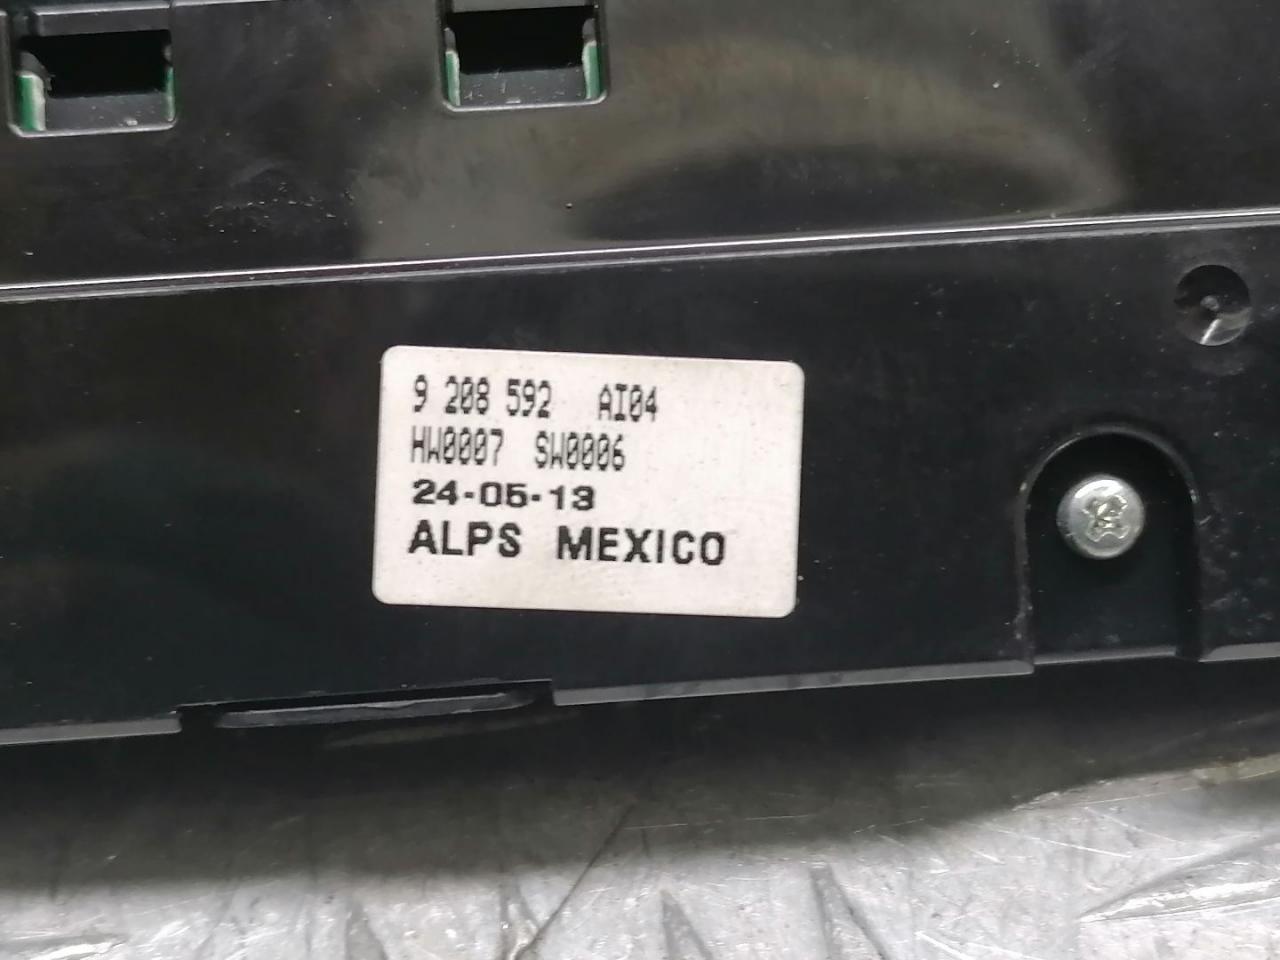 9 208 592 AI04
HW0007 SW0006
24-05-13
ALPS MEXICO